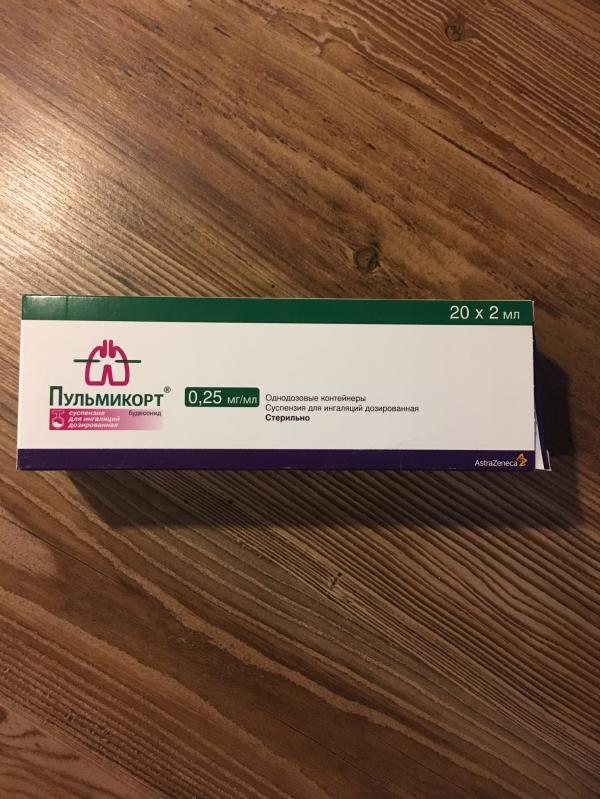 20 x 2 мл
Пульмикорт®
будесонид
суспензия
для ингаляций
дозированная
0,25 мг/мл
Однодозовые контейнеры
Суспензия для ингаляций дозированная
Стерильно
AstraZeneca